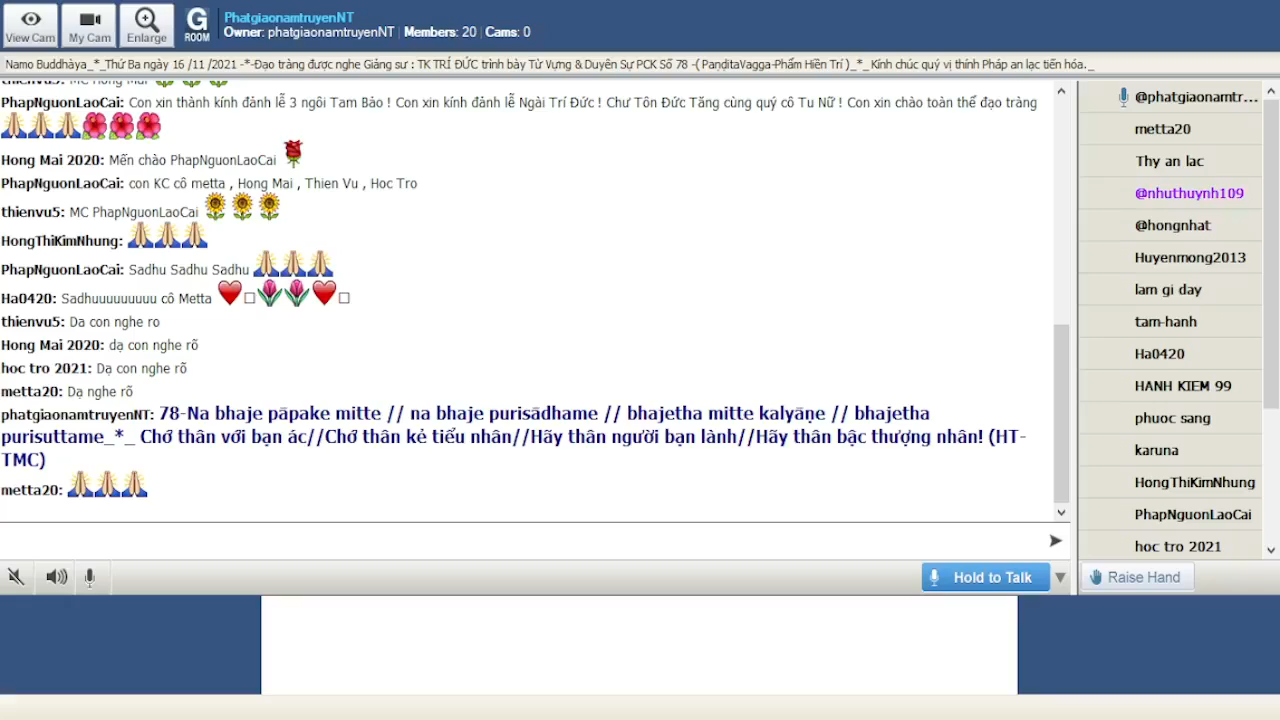 PhatgiaonamtruyenNT
Owner: phatgiaonamtruyenNT | Members: 20 | Cams: 0
View Cam
My Cam
Enlarge
G
ROOM
Namo Buddhàya_*_Thứ Ba ngày 16 /11 /2021 -*-Đạo tràng được nghe Giảng sư : TK TRÍ ĐỨC trình bày Từ Vựng & Duyên Sự PCK Số 78 -( PaṇḍitaVagga-Phẩm Hiền Trí )_*_ Kính chúc quý vị thính Pháp an lạc tiến hóa._
PhapNguonLaoCai: Con xin thành kính đảnh lễ 3 ngôi Tam Bảo ! Con xin kính đảnh lễ Ngài Trí Đức ! Chư Tôn Đức Tăng cùng quý cô Tu Nữ ! Con xin chào toàn thể đạo tràng
Hong Mai 2020: Mến chào PhapNguonLaoCai
PhapNguonLaoCai: con KC cô metta , Hong Mai , Thien Vu , Hoc Tro
thienvu5: MC PhapNguonLaoCai
HongThiKimNhung:
PhapNguonLaoCai: Sadhu Sadhu Sadhu
Ha0420: Sadhuuuuuuuuu cô Metta
thienvu5: Da con nghe ro
Hong Mai 2020: dạ con nghe rõ
hoc tro 2021: Dạ con nghe rõ
metta20: Dạ nghe rõ
phatgiaonamtruyenNT: 78-Na bhaje pāpake mitte // na bhaje purisādhame // bhajetha mitte kalyāṇe // bhajetha
purisuttame_*_ Chớ thân với bạn ác//Chớ thân kẻ tiểu nhân//Hãy thân người bạn lành//Hãy thân bậc thượng nhân! (HT-
TMC)
metta20:
@phatgiaonamtr...
metta20
Thy an lac
@nhuthuynh109
@hongnhat
Huyenmong2013
lam gi day
tam-hanh
Ha0420
HANH KIEM 99
phuoc sang
karuna
HongThiKimNhung
PhapNguonLaoCai
hoc tro 2021
Hold to Talk
Raise Hand